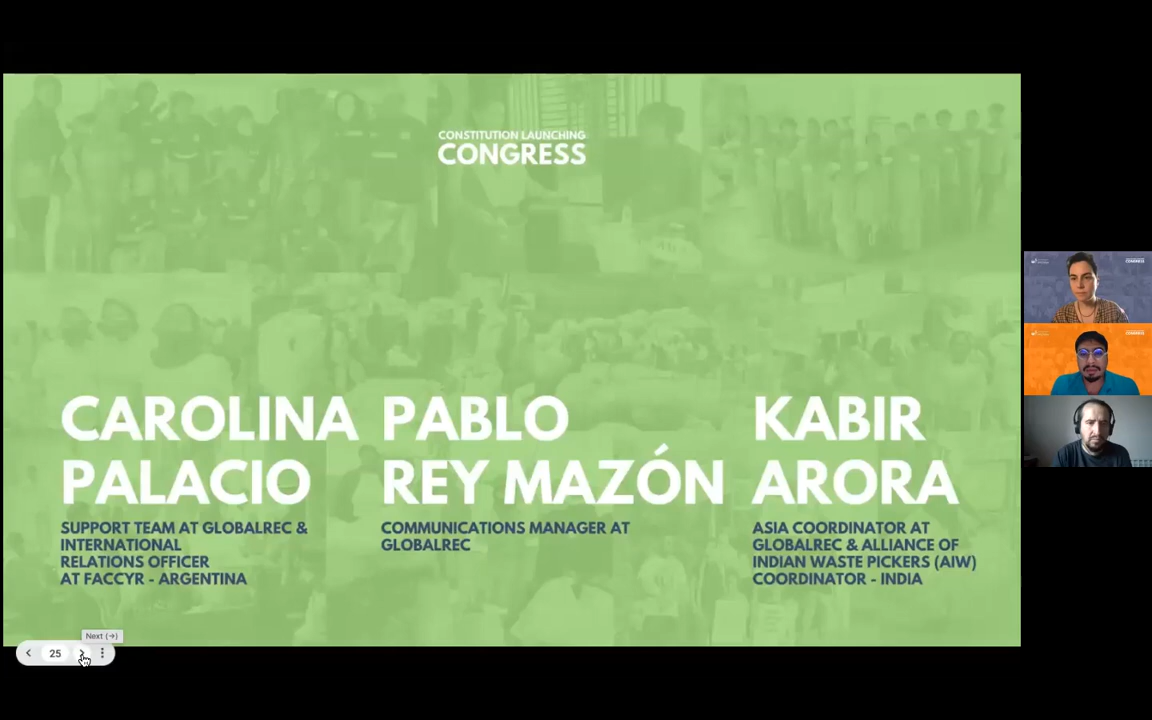 CONSTITUTION LAUNCHING
CONGRESS
CAROLINA
PALACIO
SUPPORT TEAM AT GLOBALREC &
INTERNATIONAL
RELATIONS OFFICER
AT FACCYR - ARGENTINA
PABLO
REY MAZÓN
COMMUNICATIONS MANAGER AT
GLOBALREC
KABIR
ARORA
ASIA COORDINATOR AT
GLOBALREC & ALLIANCE OF
INDIAN WASTE PICKERS (AIW)
COORDINATOR - INDIA
CONGRESS
CONGRESS
Next (→)
25